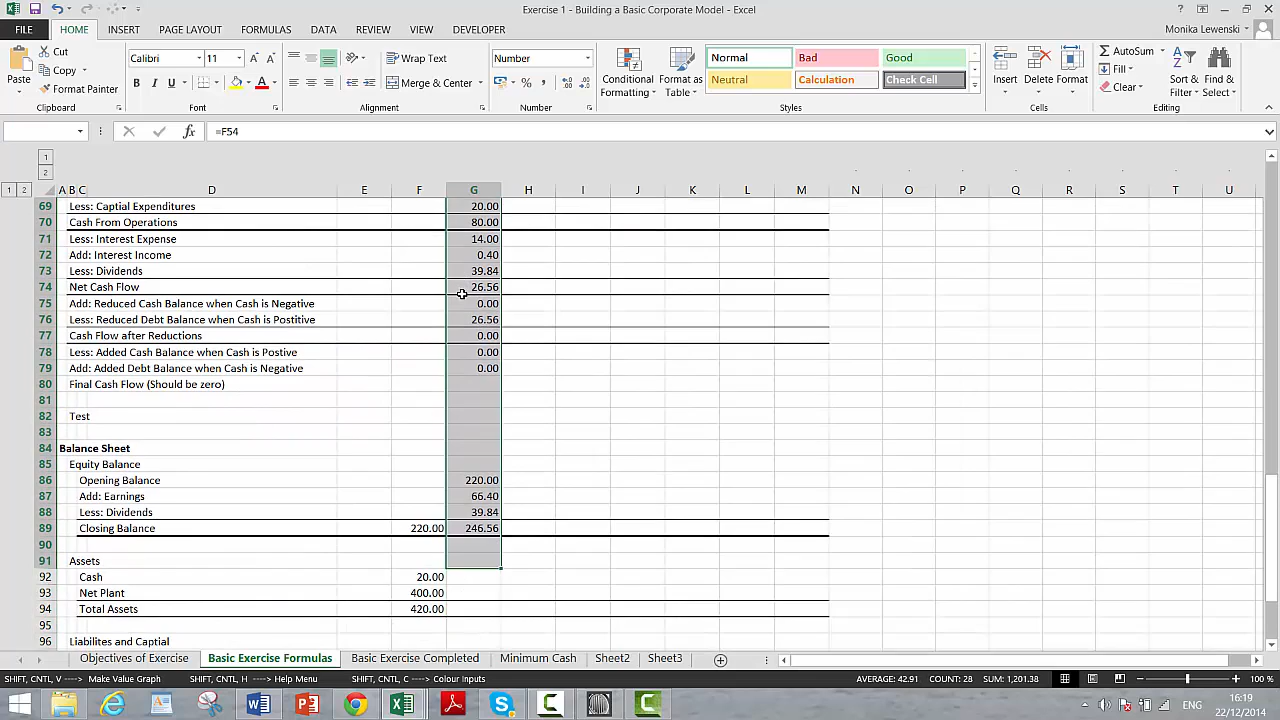 Exercise 1 - Building a Basic Corporate Model - Excel
FILE HOME INSERT PAGE LAYOUT FORMULAS DATA REVIEW VIEW DEVELOPER
Monika Lewenski
Paste
Cut
Copy
Format Painter
Clipboard
Calibri 11
B I U
Font
Wrap Text
Merge & Center
Alignment
Number
Number
Conditional Formatting
Format as Table
Normal Bad Good
Neutral Calculation Check Cell
Styles
Insert Delete Format
Cells
AutoSum
Fill
Clear
Sort & Filter
Find & Select
Editing
=F54
1
2
1 2 A B C D E F G H I J K L M N O P Q R S T U
69 Less: Captial Expenditures 20.00
70 Cash From Operations 80.00
71 Less: Interest Expense 14.00
72 Add: Interest Income 0.40
73 Less: Dividends 39.84
74 Net Cash Flow 26.56
75 Add: Reduced Cash Balance when Cash is Negative 0.00
76 Less: Reduced Debt Balance when Cash is Postitive 26.56
77 Cash Flow after Reductions 0.00
78 Less: Added Cash Balance when Cash is Postive 0.00
79 Add: Added Debt Balance when Cash is Negative 0.00
80 Final Cash Flow (Should be zero)
81
82 Test
83
84 Balance Sheet
85 Equity Balance
86 Opening Balance 220.00
87 Add: Earnings 66.40
88 Less: Dividends 39.84
89 Closing Balance 220.00 246.56
90
91 Assets
92 Cash 20.00
93 Net Plant 400.00
94 Total Assets 420.00
95
96 Liabilites and Captial
Objectives of Exercise Basic Exercise Formulas Basic Exercise Completed Minimum Cash Sheet2 Sheet3
SHIFT, CNTL, V ---> Make Value Graph SHIFT, CNTL, H --> Help Menu SHIFT, CNTL, C --> Colour Inputs AVERAGE: 42.91 COUNT: 28 SUM: 1,201.38 100 %
ENG
16:19
22/12/2014